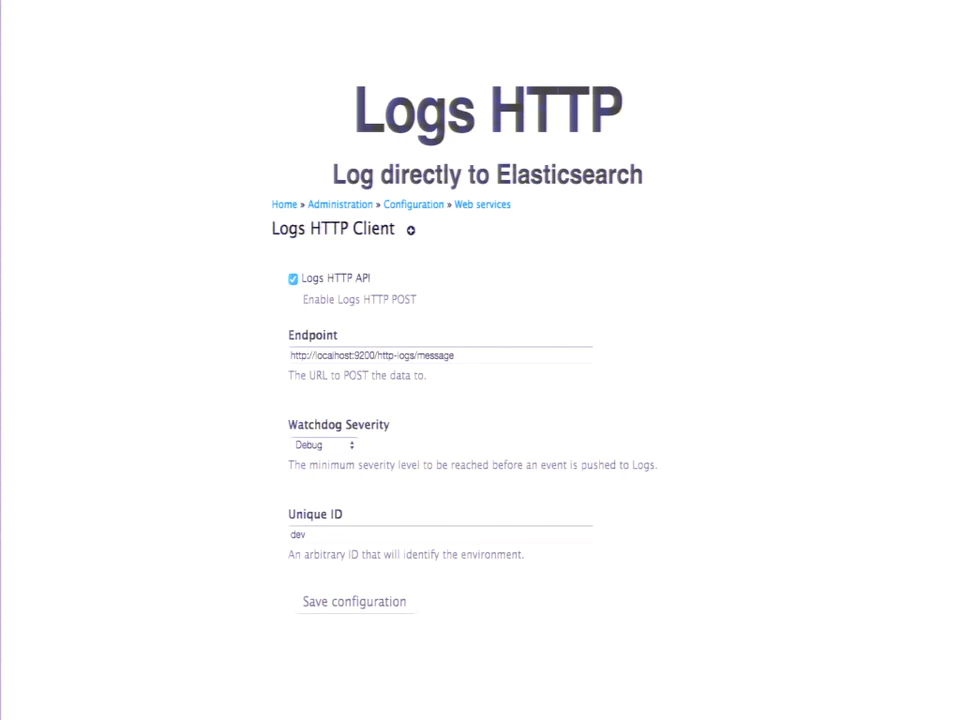 Logs HTTP
Log directly to Elasticsearch
Home » Administration » Configuration » Web services
Logs HTTP Client
Logs HTTP API
Enable Logs HTTP POST
Endpoint
http://localhost:9200/http-logs/message
The URL to POST the data to.
Watchdog Severity
Debug
The minimum severity level to be reached before an event is pushed to Logs.
Unique ID
dev
An arbitrary ID that will identify the environment.
Save configuration